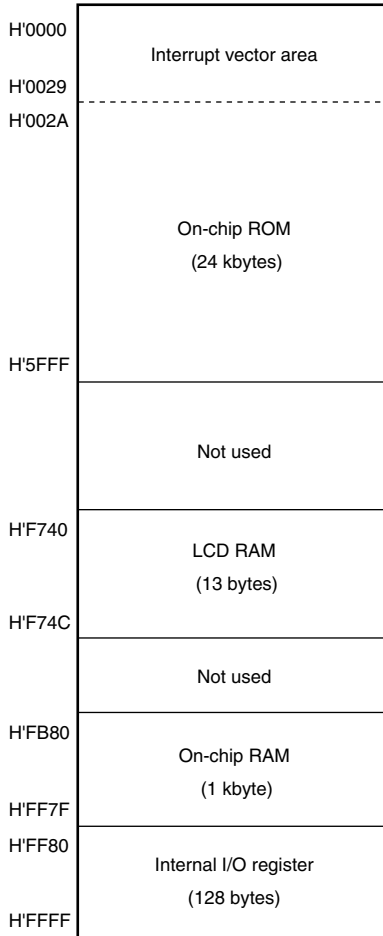 H'0000
Interrupt vector area
H'0029
H'002A
On-chip ROM
(24 kbytes)
H'5FFF
Not used
H'F740
LCD RAM
(13 bytes)
H'F74C
Not used
H'FB80
On-chip RAM
(1 kbyte)
H'FF7F
H'FF80
Internal I/O register
(128 bytes)
H'FFFF